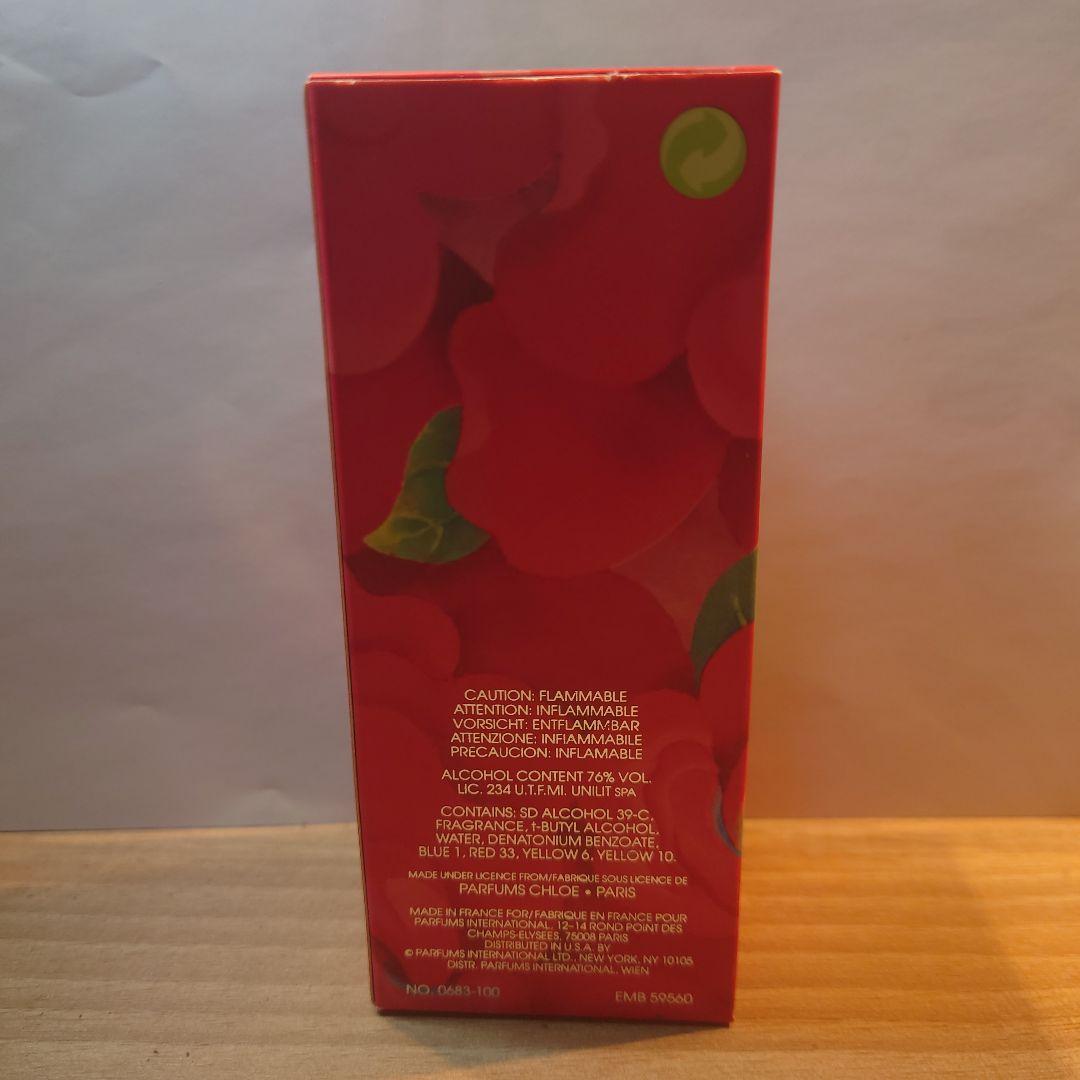 CAUTION: FLAMMABLE
ATTENTION: INFLAMMABLE
VORSICHT: ENTFLAMMBAR
ATTENZIONE: INFIAMMABILE
PRECAUCION: INFLAMABLE
ALCOHOL CONTENT 76% VOL.
LIC. 234 U.T.F.MI. UNILIT SPA
CONTAINS: SD ALCOHOL 39-C,
FRAGRANCE, t-BUTYL ALCOHOL,
WATER, DENATONIUM BENZOATE,
BLUE 1, RED 33, YELLOW 6, YELLOW 10.
MADE UNDER LICENCE FROM/FABRIQUE SOUS LICENCE DE
PARFUMS CHLOE • PARIS
MADE IN FRANCE FOR/FABRIQUE EN FRANCE POUR
PARFUMS INTERNATIONAL, 12-14 ROND POINT DES
CHAMPS-ELYSEES, 75008 PARIS
DISTRIBUTED IN U.S.A. BY
© PARFUMS INTERNATIONAL LTD., NEW YORK, NY 10105
DISTR. PARFUMS INTERNATIONAL, WIEN
NO. 0683-100
EMB 59560